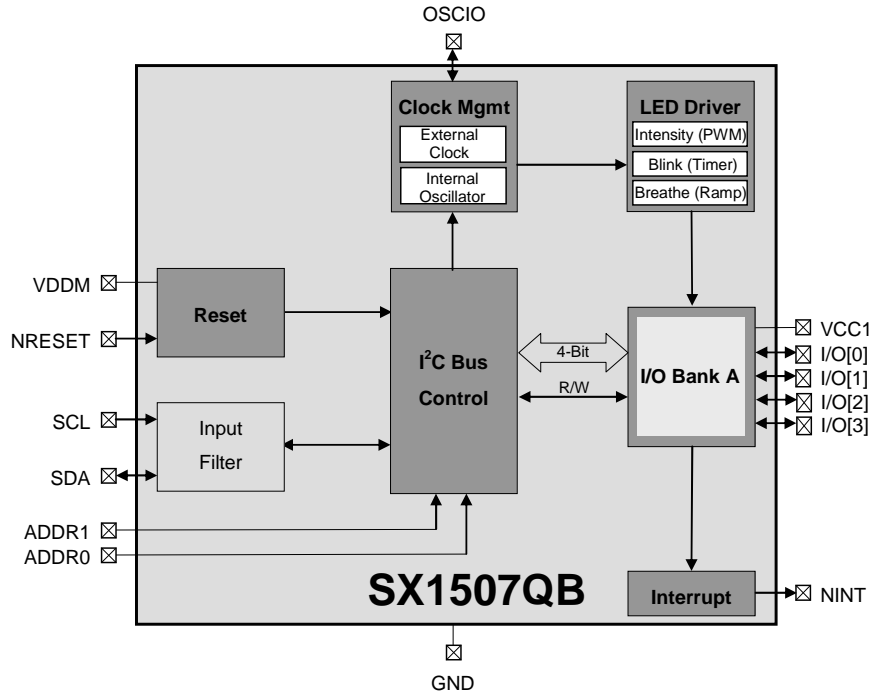 OSCIO
Clock Mgmt
External
Clock
Internal
Oscillator
LED Driver
Intensity (PWM)
Blink (Timer)
Breathe (Ramp)
VDDM
NRESET
Reset
SCL
SDA
Input
Filter
ADDR1
ADDR0
I²C Bus
Control
4-Bit
R/W
I/O Bank A
VCC1
I/O[0]
I/O[1]
I/O[2]
I/O[3]
SX1507QB
Interrupt
NINT
GND